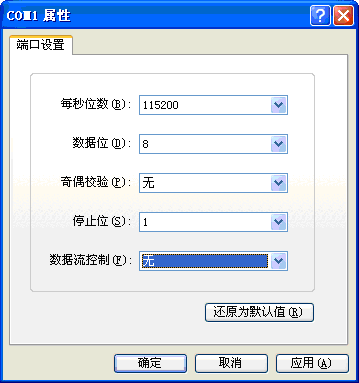 COM1 属性
端口设置
每秒位数(B): 115200
数据位(D): 8
奇偶校验(P): 无
停止位(S): 1
数据流控制(F): 无
还原为默认值(R)
确定 取消 应用(A)